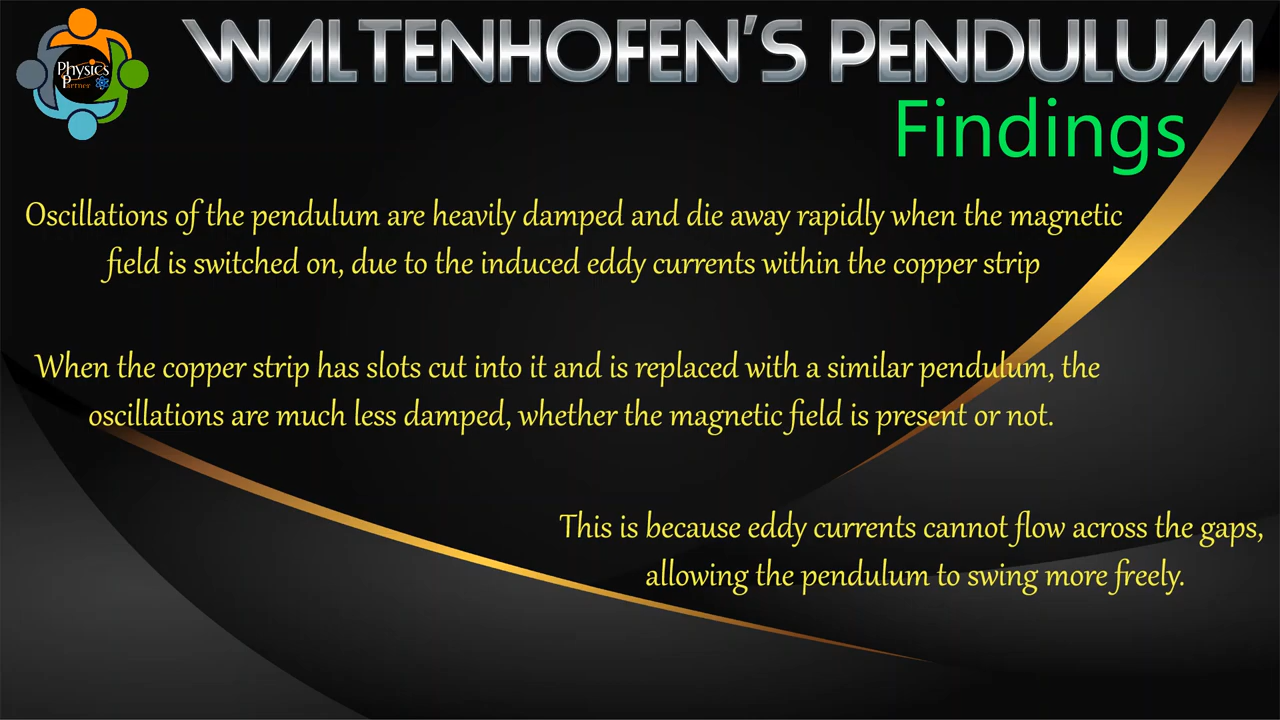 Physics
Partner
WALTENHOFEN'S PENDULUM
Findings
Oscillations of the pendulum are heavily damped and die away rapidly when the magnetic
field is switched on, due to the induced eddy currents within the copper strip
When the copper strip has slots cut into it and is replaced with a similar pendulum, the
oscillations are much less damped, whether the magnetic field is present or not.
This is because eddy currents cannot flow across the gaps,
allowing the pendulum to swing more freely.